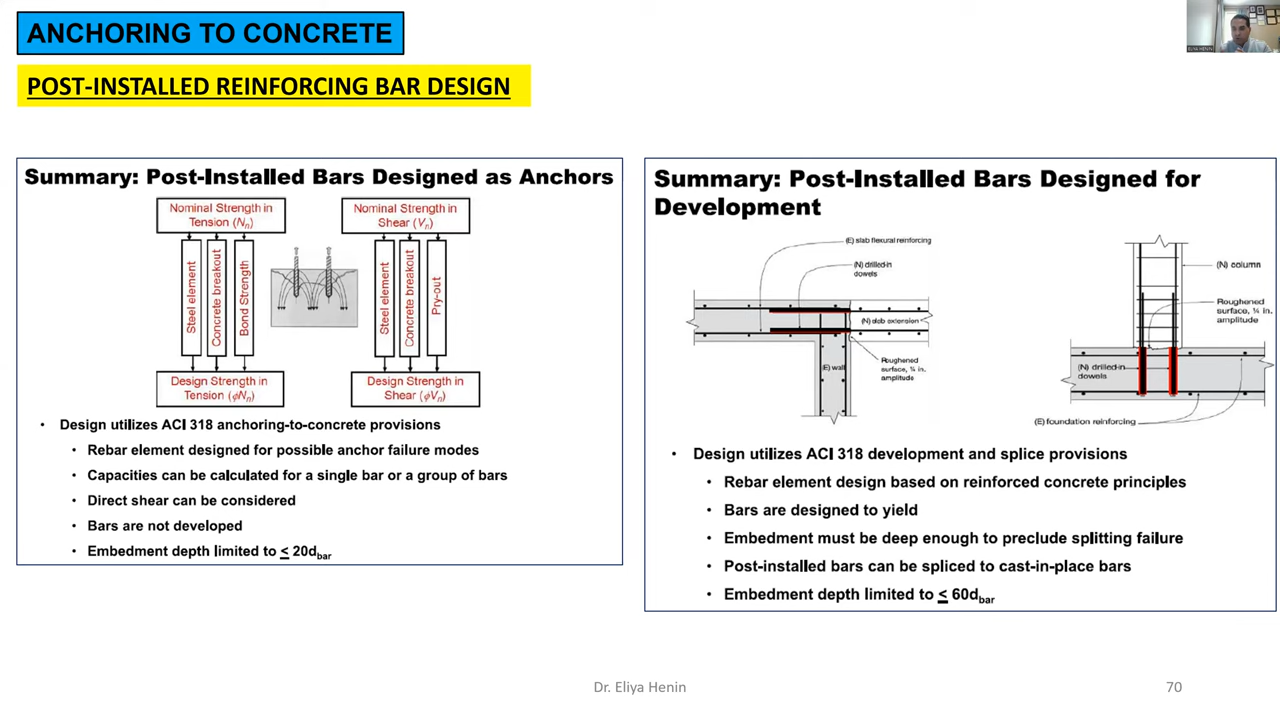 ANCHORING TO CONCRETE
POST-INSTALLED REINFORCING BAR DESIGN
ELIYA HENIN
Summary: Post-Installed Bars Designed as Anchors
Nominal Strength in
Tension (Nn)
Nominal Strength in
Shear (Vn)
Steel element
Concrete breakout
Bond Strength
Steel element
Concrete breakout
Pry-out
Design Strength in
Tension (ϕNn)
Design Strength in
Shear (ϕVn)
• Design utilizes ACI 318 anchoring-to-concrete provisions
• Rebar element designed for possible anchor failure modes
• Capacities can be calculated for a single bar or a group of bars
• Direct shear can be considered
• Bars are not developed
• Embedment depth limited to < 20dbar
Summary: Post-Installed Bars Designed for
Development
(E) slab flexural reinforcing
(N) drilled-in
dowels
(N) slab extension
(E) wall
Roughened
surface, ¼ in.
amplitude
(N) column
Roughened
surface, ¼ in.
amplitude
(N) drilled-in
dowels
(E) foundation reinforcing
• Design utilizes ACI 318 development and splice provisions
• Rebar element design based on reinforced concrete principles
• Bars are designed to yield
• Embedment must be deep enough to preclude splitting failure
• Post-installed bars can be spliced to cast-in-place bars
• Embedment depth limited to < 60dbar
Dr. Eliya Henin
70